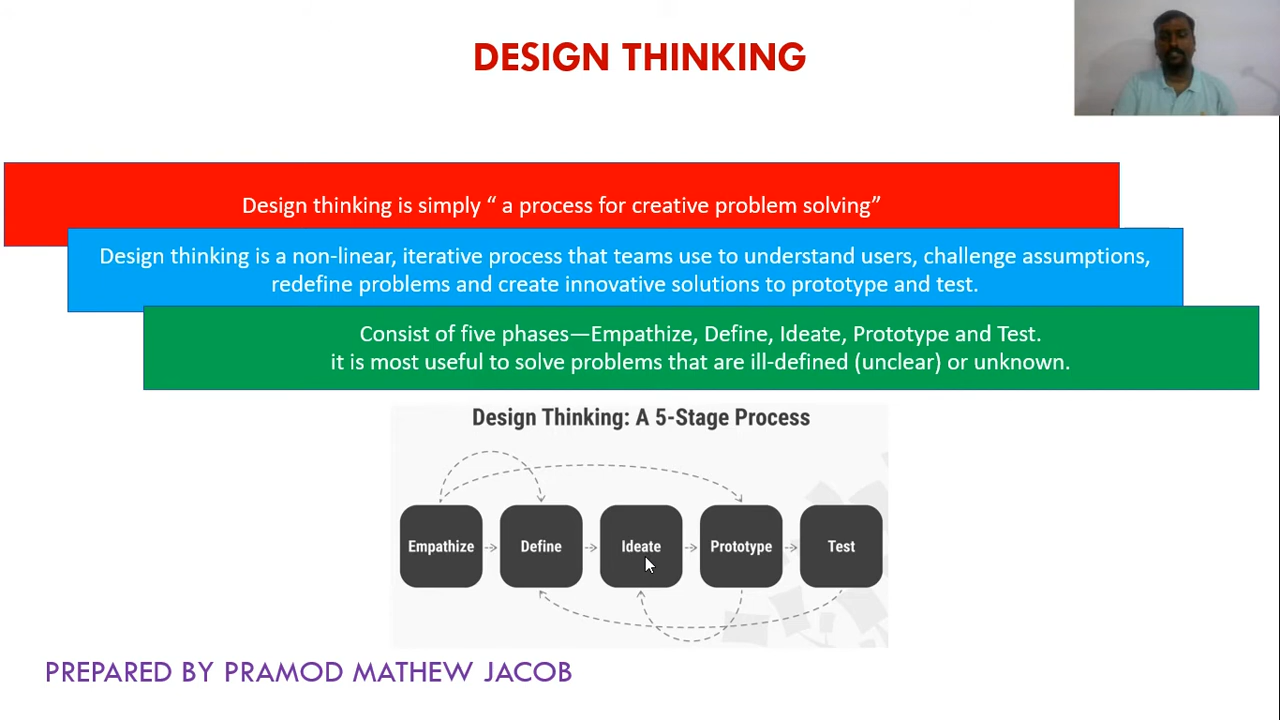 DESIGN THINKING
Design thinking is simply “ a process for creative problem solving”
Design thinking is a non-linear, iterative process that teams use to understand users, challenge assumptions,
redefine problems and create innovative solutions to prototype and test.
Consist of five phases—Empathize, Define, Ideate, Prototype and Test.
it is most useful to solve problems that are ill-defined (unclear) or unknown.
Design Thinking: A 5-Stage Process
Empathize
Define
Ideate
Prototype
Test
PREPARED BY PRAMOD MATHEW JACOB